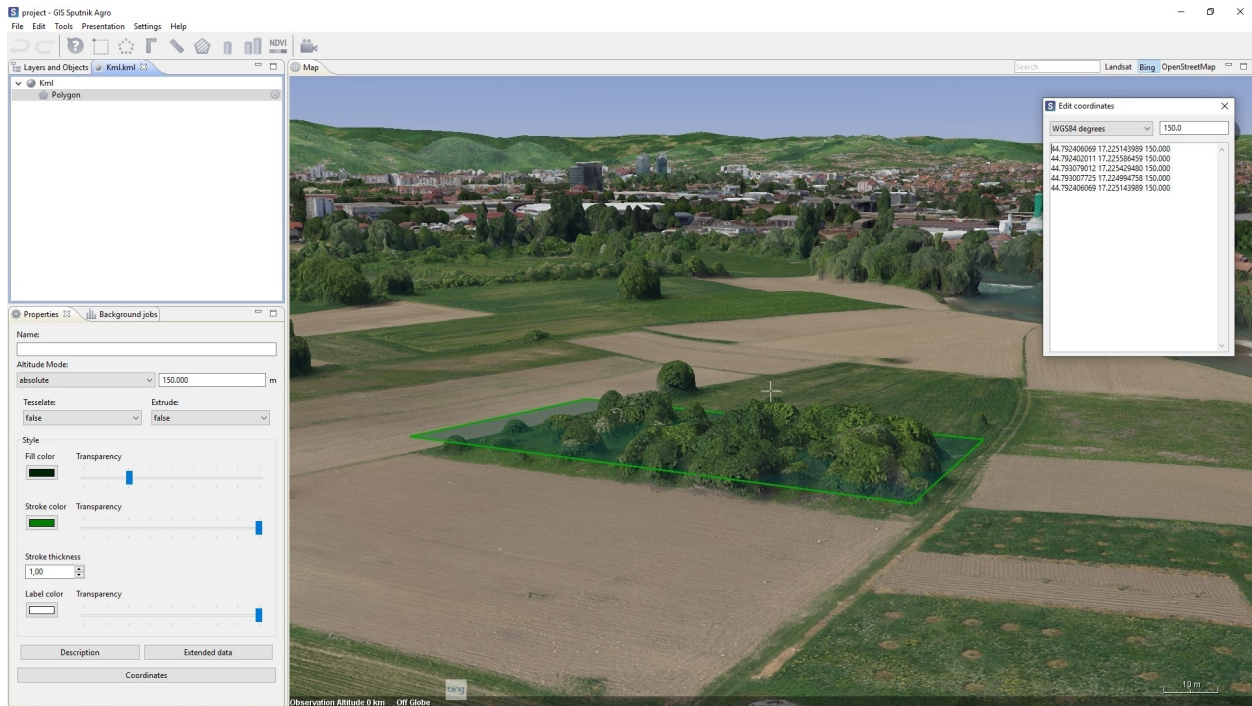 project - GIS Sputnik Agro
File Edit Tools Presentation Settings Help
NDVI
Layers and Objects Kml.kml
Kml
Polygon
Properties Background jobs
Name:
Altitude Mode:
absolute 150.000 m
Tesselate: Extrude:
false false
Style
Fill color Transparency
Stroke color Transparency
Stroke thickness
1,00
Label color Transparency
Description Extended data
Coordinates
Map Search Landsat Bing OpenStreetMap
Edit coordinates
WGS84 degrees 150.0
44.792406069 17.225143989 150.000
44.792402011 17.225586459 150.000
44.793079012 17.225429480 150.000
44.793007725 17.224994758 150.000
44.792406069 17.225143989 150.000
bing
10 m
Observation Altitude 0 km Off Globe